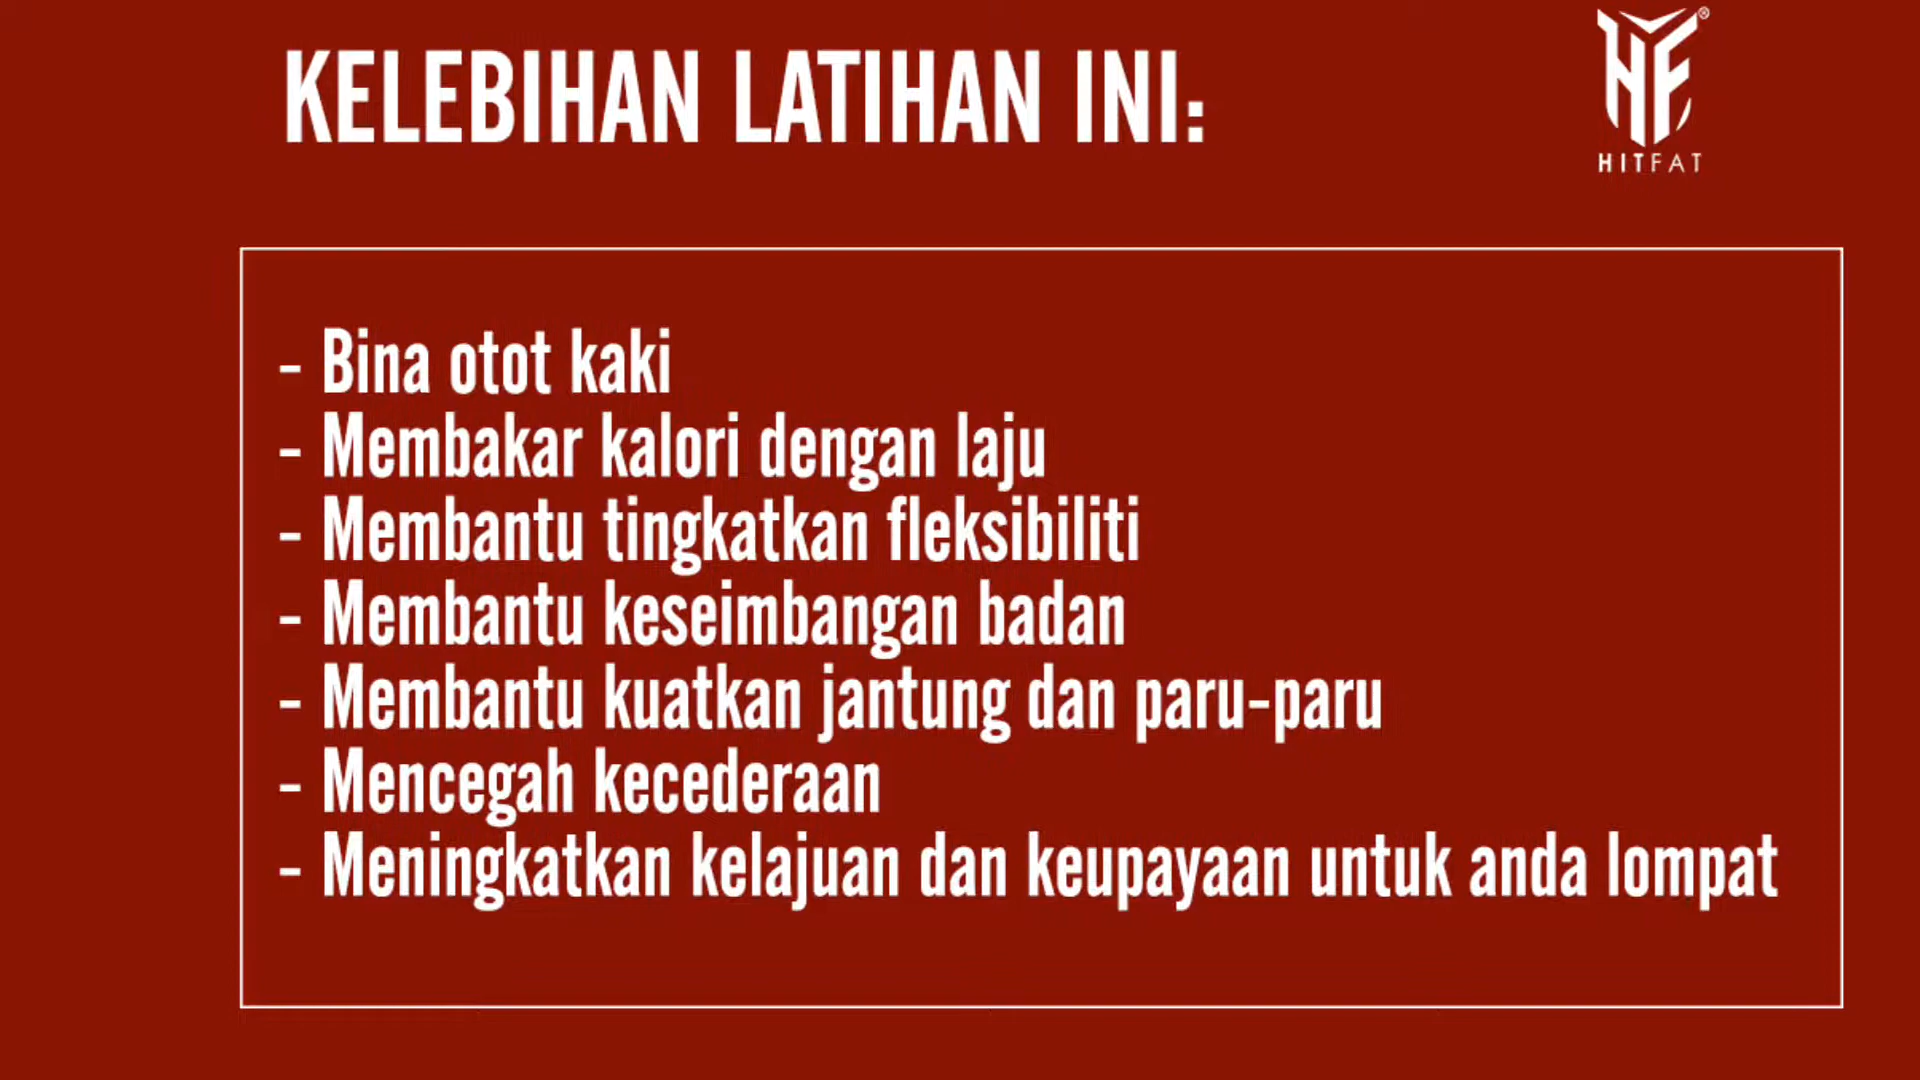 KELEBIHAN LATIHAN INI:
®
HITFAT
- Bina otot kaki
- Membakar kalori dengan laju
- Membantu tingkatkan fleksibiliti
- Membantu keseimbangan badan
- Membantu kuatkan jantung dan paru-paru
- Mencegah kecederaan
- Meningkatkan kelajuan dan keupayaan untuk anda lompat